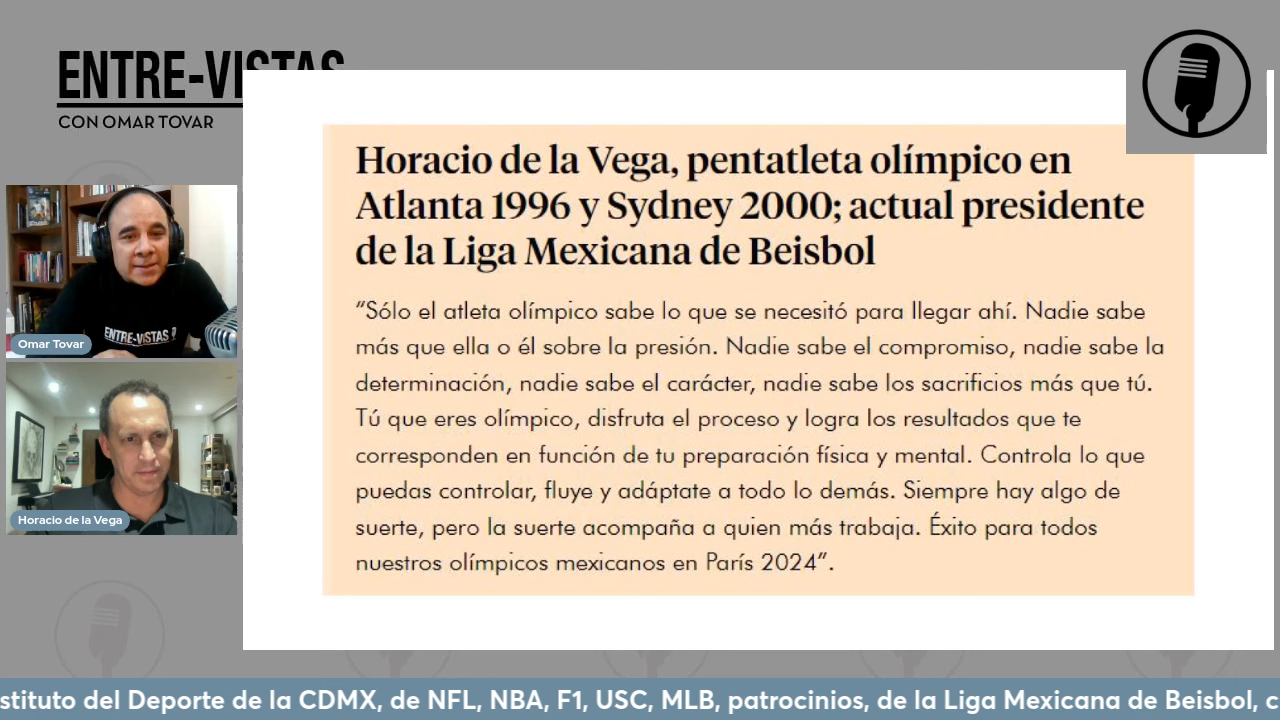 ENTRE-VISTAS
CON OMAR TOVAR
Horacio de la Vega, pentatleta olímpico en
Atlanta 1996 y Sydney 2000; actual presidente
de la Liga Mexicana de Beisbol
“Sólo el atleta olímpico sabe lo que se necesitó para llegar ahí. Nadie sabe
más que ella o él sobre la presión. Nadie sabe el compromiso, nadie sabe la
determinación, nadie sabe el carácter, nadie sabe los sacrificios más que tú.
Tú que eres olímpico, disfruta el proceso y logra los resultados que te
corresponden en función de tu preparación física y mental. Controla lo que
puedas controlar, fluye y adáptate a todo lo demás. Siempre hay algo de
suerte, pero la suerte acompaña a quien más trabaja. Éxito para todos
nuestros olímpicos mexicanos en París 2024”.
ENTRE-VISTAS
Omar Tovar
Horacio de la Vega
stituto del Deporte de la CDMX, de NFL, NBA, F1, USC, MLB, patrocinios, de la Liga Mexicana de Beisbol, c